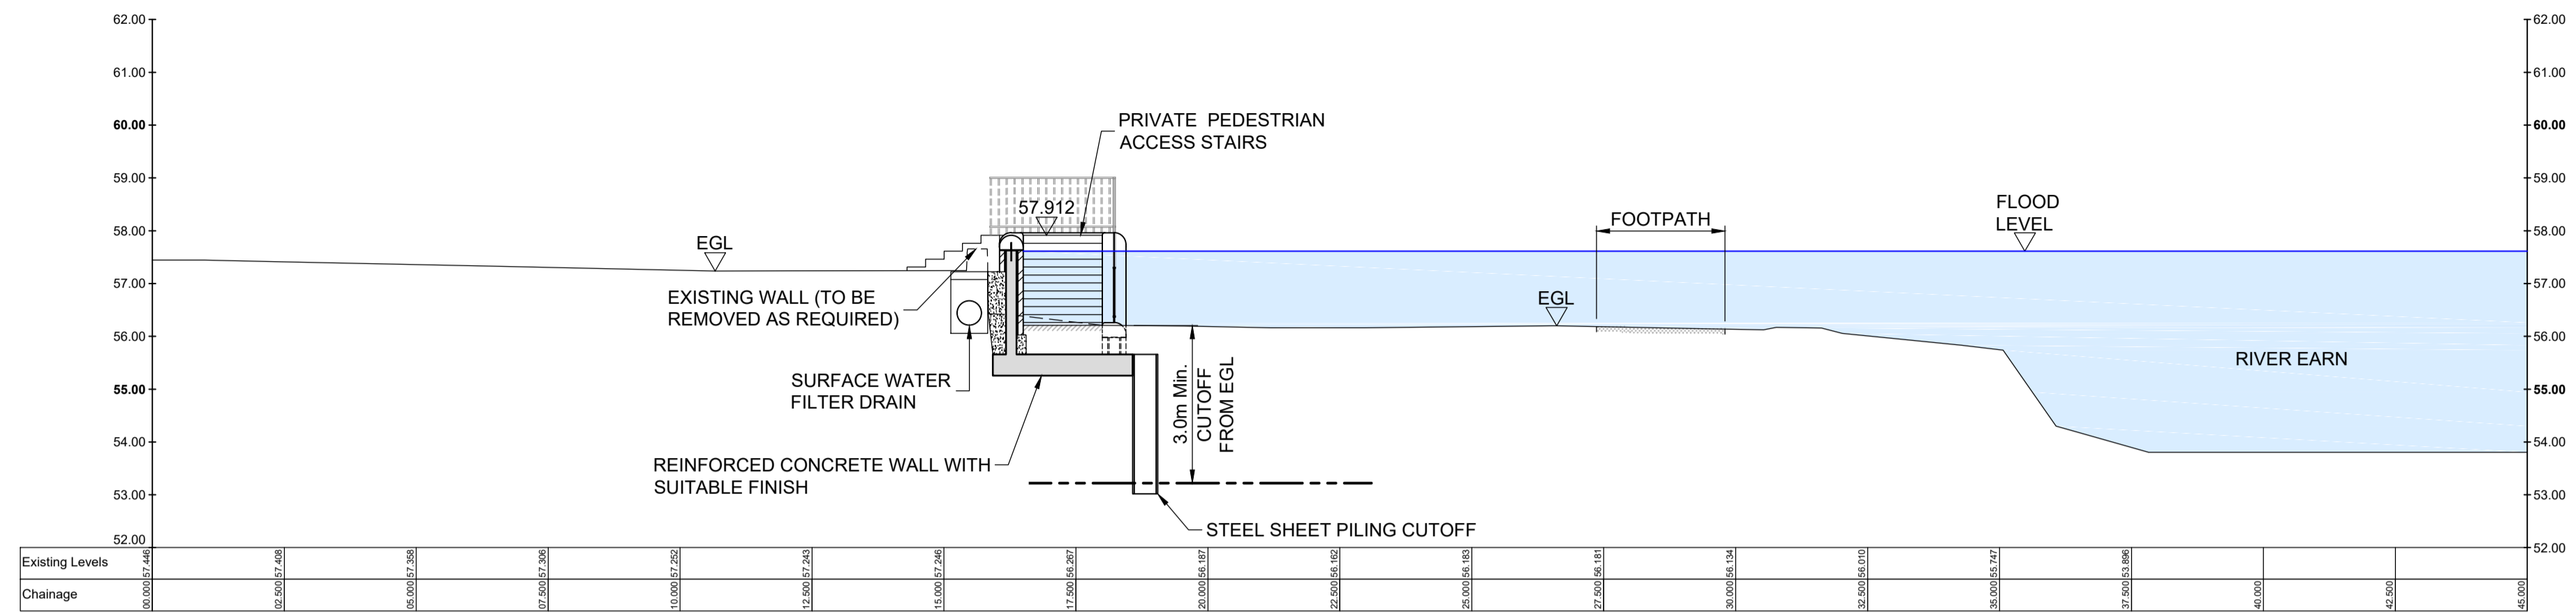 62.00
62.00
61.00
61.00
60.00
60.00
59.00
59.00
58.00
58.00
57.00
57.00
56.00
56.00
55.00
55.00
54.00
54.00
53.00
53.00
52.00
52.00
PRIVATE PEDESTRIAN
ACCESS STAIRS
57.912
EGL
FOOTPATH
FLOOD
LEVEL
EXISTING WALL (TO BE
REMOVED AS REQUIRED)
EGL
RIVER EARN
SURFACE WATER
FILTER DRAIN
3.0m Min.
CUTOFF
FROM EGL
REINFORCED CONCRETE WALL WITH
SUITABLE FINISH
STEEL SHEET PILING CUTOFF
Existing Levels 57.446 57.408 57.358 57.306 57.252 57.243 57.246 56.267 56.187 56.162 56.183 56.181 56.134 56.010 55.747 53.896
Chainage 00.000 02.500 05.000 07.500 10.000 12.500 15.000 17.500 20.000 22.500 25.000 27.500 30.000 32.500 35.000 37.500 40.000 42.500 45.000